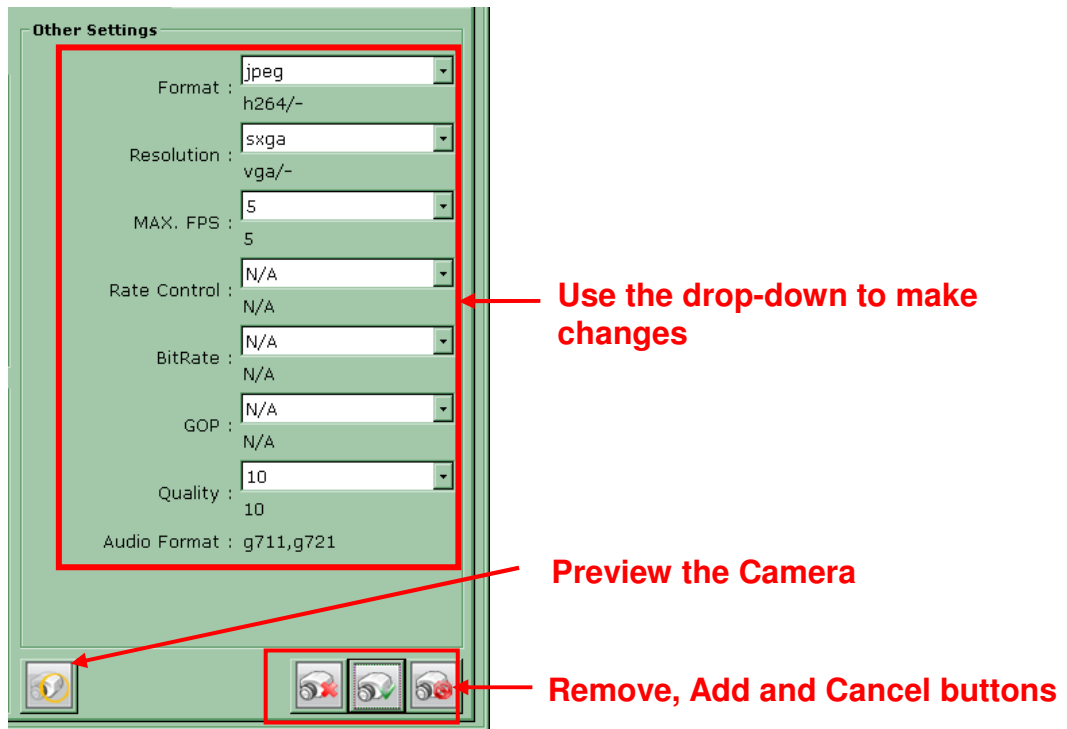 Other Settings
Format : jpeg
h264/-
Resolution : sxga
vga/-
MAX. FPS : 5
5
Rate Control : N/A
N/A
BitRate : N/A
N/A
GOP : N/A
N/A
Quality : 10
10
Audio Format : g711,g721
Use the drop-down to make
changes
Preview the Camera
Remove, Add and Cancel buttons